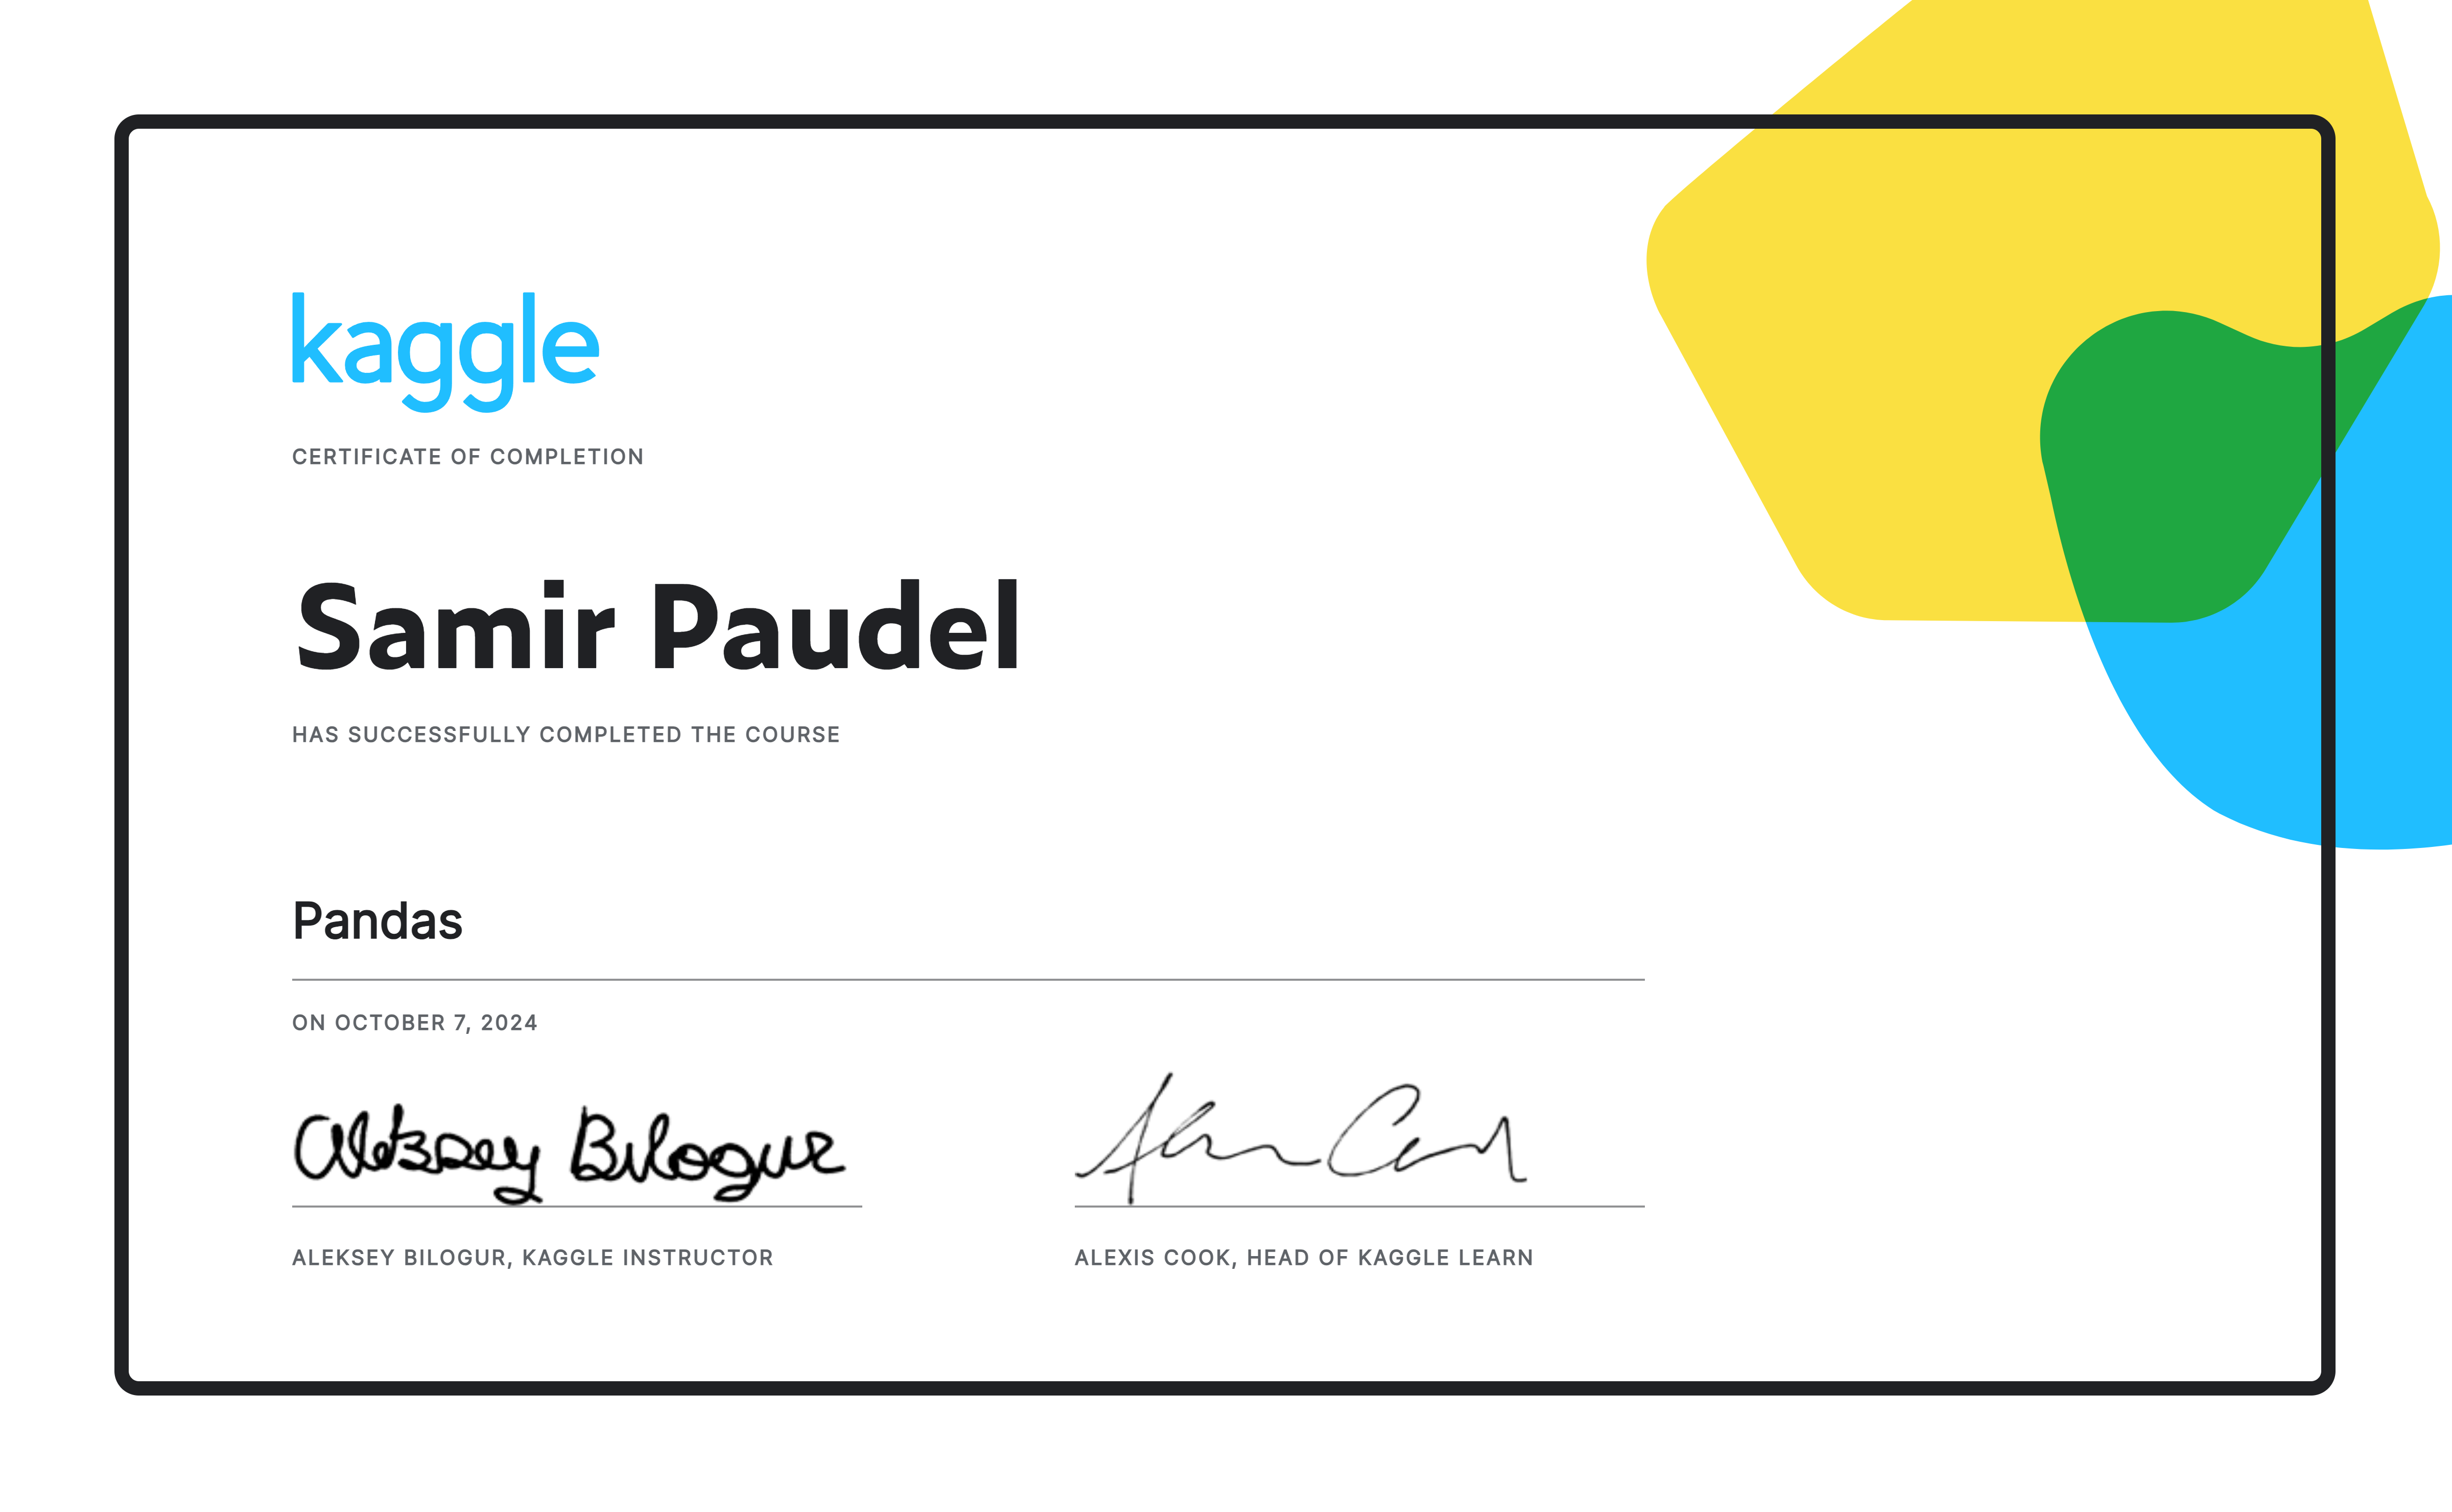 kaggle
CERTIFICATE OF COMPLETION
Samir Paudel
HAS SUCCESSFULLY COMPLETED THE COURSE
Pandas
ON OCTOBER 7, 2024
Aleksey Bilogur
ALEKSEY BILOGUR, KAGGLE INSTRUCTOR
ALEXIS COOK, HEAD OF KAGGLE LEARN